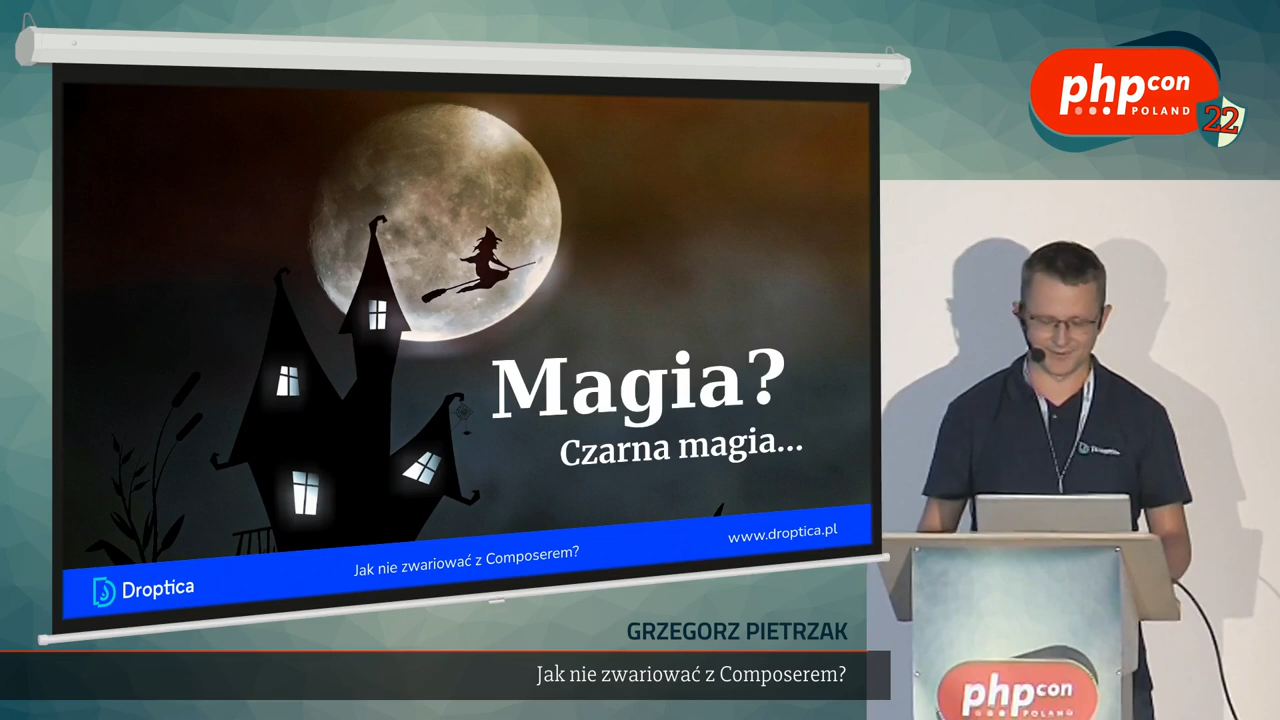 php con
POLAND
22
Magia?
Czarna magia...
Droptica
Jak nie zwariować z Composerem?
www.droptica.pl
Droptica
GRZEGORZ PIETRZAK
Jak nie zwariować z Composerem?
php con
POLAND